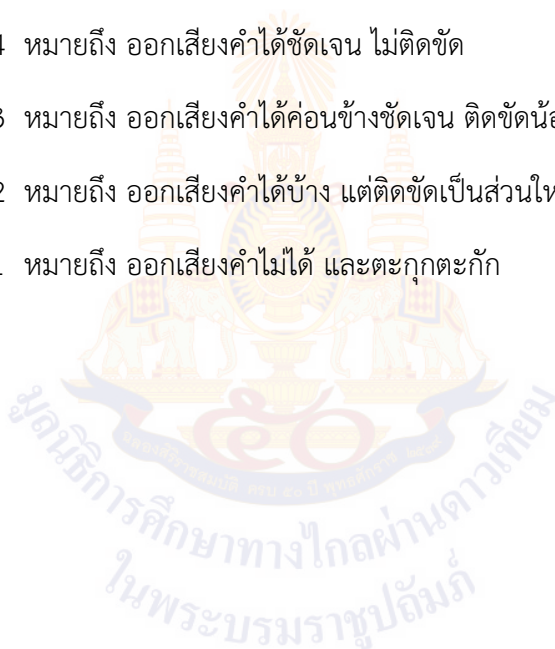 4 หมายถึง ออกเสียงคำได้ชัดเจน ไม่ติดขัด
3 หมายถึง ออกเสียงคำได้ค่อนข้างชัดเจน ติดขัด
2 หมายถึง ออกเสียงคำได้บ้าง แต่ติดขัดเป็น
หมายถึง ออกเสียงคำไม่ได้ และตะกุกตะกัก
๕๐
มูลนิธิการศึกษาทางไกลผ่านดาวเทียม
ในพระบรมราชูปถัมภ์